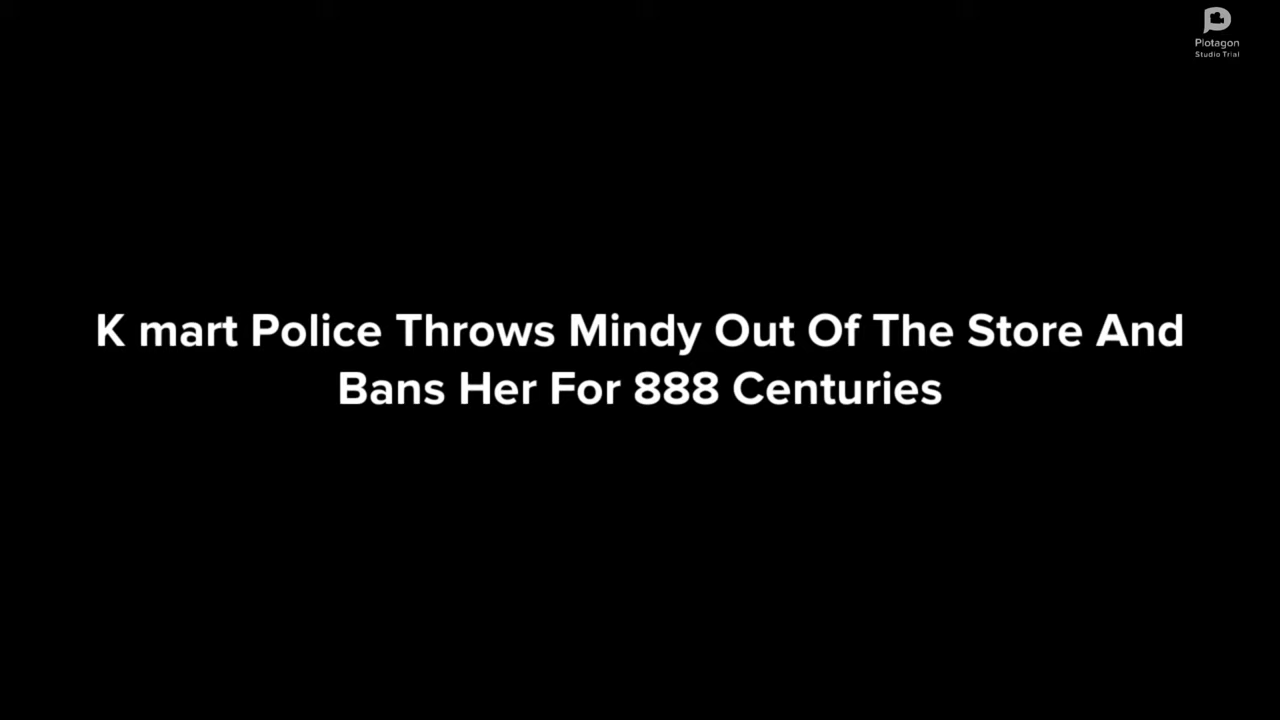 Plotagon
Studio Trial
K mart Police Throws Mindy Out Of The Store And
Bans Her For 888 Centuries